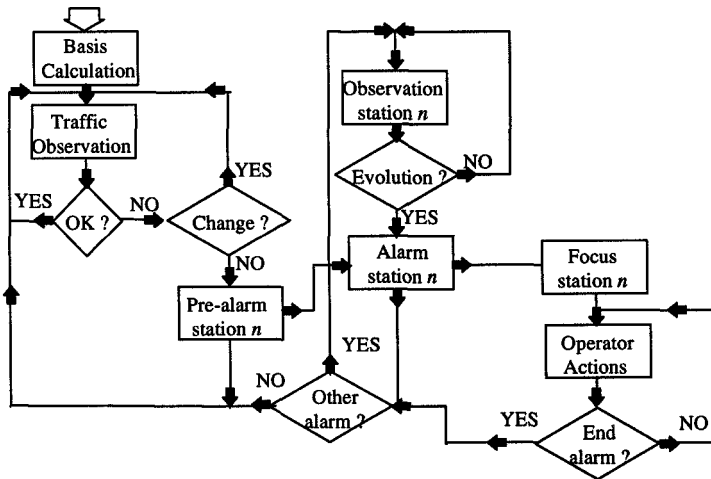 Basis
Calculation
Traffic
Observation
YES
OK ?
NO
YES
Change ?
NO
Pre-alarm
station n
NO
Observation
station n
Evolution ?
NO
YES
Alarm
station n
YES
Other
alarm ?
Focus
station n
Operator
Actions
YES
End
alarm ?
NO